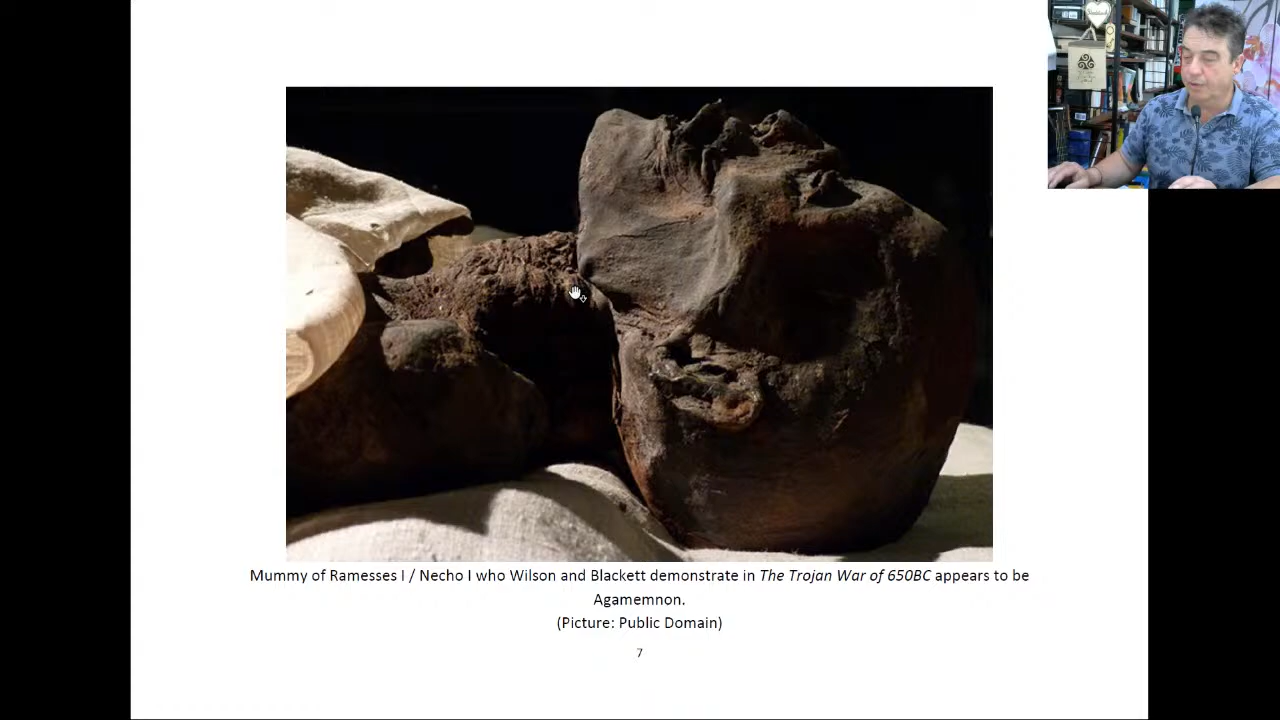 Mummy of Ramesses I / Necho I who Wilson and Blackett demonstrate in The Trojan War of 650BC appears to be
Agamemnon.
(Picture: Public Domain)
7